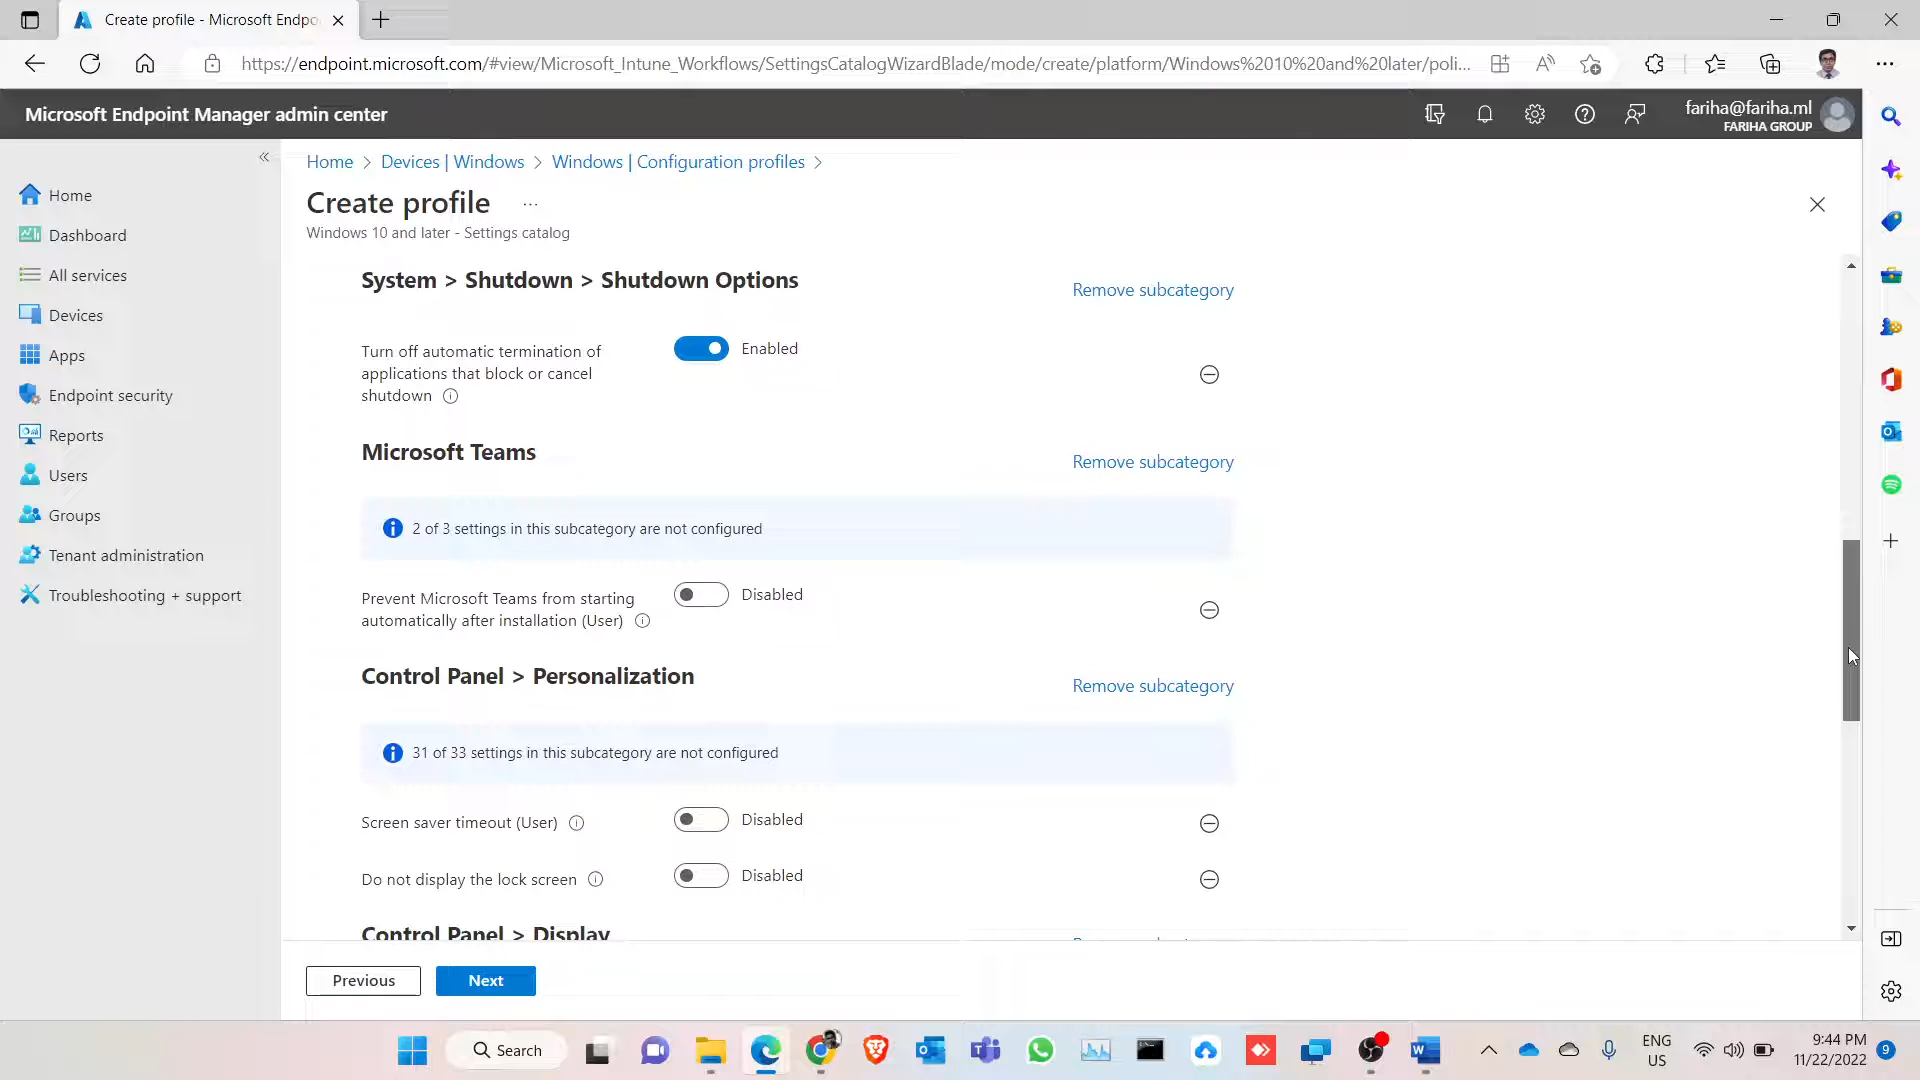 Create profile - Microsoft Endpo
https://endpoint.microsoft.com/#view/Microsoft_Intune_Workflows/SettingsCatalogWizardBlade/mode/create/platform/Windows%2010%20and%20later/poli...
Microsoft Endpoint Manager admin center
fariha@fariha.ml
FARIHA GROUP
Home > Devices | Windows > Windows | Configuration profiles >
Create profile ...
Windows 10 and later - Settings catalog
Home
Dashboard
All services
Devices
Apps
Endpoint security
Reports
Users
Groups
Tenant administration
Troubleshooting + support
System > Shutdown > Shutdown Options
Remove subcategory
Turn off automatic termination of
applications that block or cancel
shutdown
Enabled
Microsoft Teams
Remove subcategory
2 of 3 settings in this subcategory are not configured
Prevent Microsoft Teams from starting
automatically after installation (User)
Disabled
Control Panel > Personalization
Remove subcategory
31 of 33 settings in this subcategory are not configured
Screen saver timeout (User)
Disabled
Do not display the lock screen
Disabled
Control Panel > Display
Previous
Next
Search
ENG
US
9:44 PM
11/22/2022
9